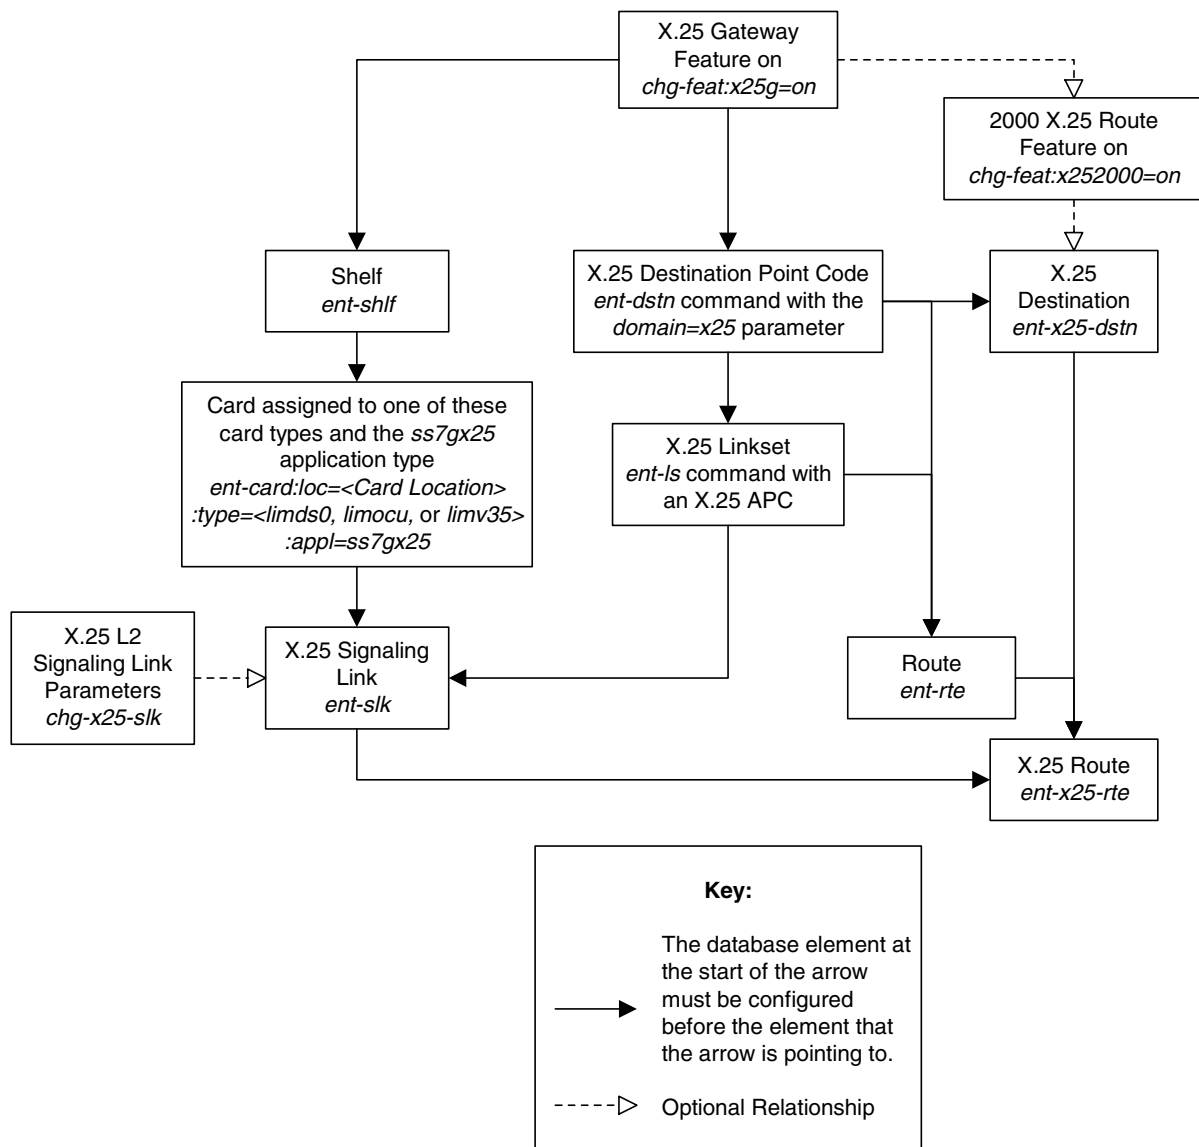 X.25 Gateway
Feature on
chg-feat:x25g=on
2000 X.25 Route
Feature on
chg-feat:x252000=on
Shelf
ent-shlf
X.25 Destination Point Code
ent-dstn command with the
domain=x25 parameter
X.25
Destination
ent-x25-dstn
Card assigned to one of these
card types and the ss7gx25
application type
ent-card:loc=<Card Location>
:type=<limds0, limocu, or limv35>
:appl=ss7gx25
X.25 Linkset
ent-ls command with
an X.25 APC
X.25 L2
Signaling Link
Parameters
chg-x25-slk
X.25 Signaling
Link
ent-slk
Route
ent-rte
X.25 Route
ent-x25-rte
Key:
The database element at
the start of the arrow
must be configured
before the element that
the arrow is pointing to.
Optional Relationship